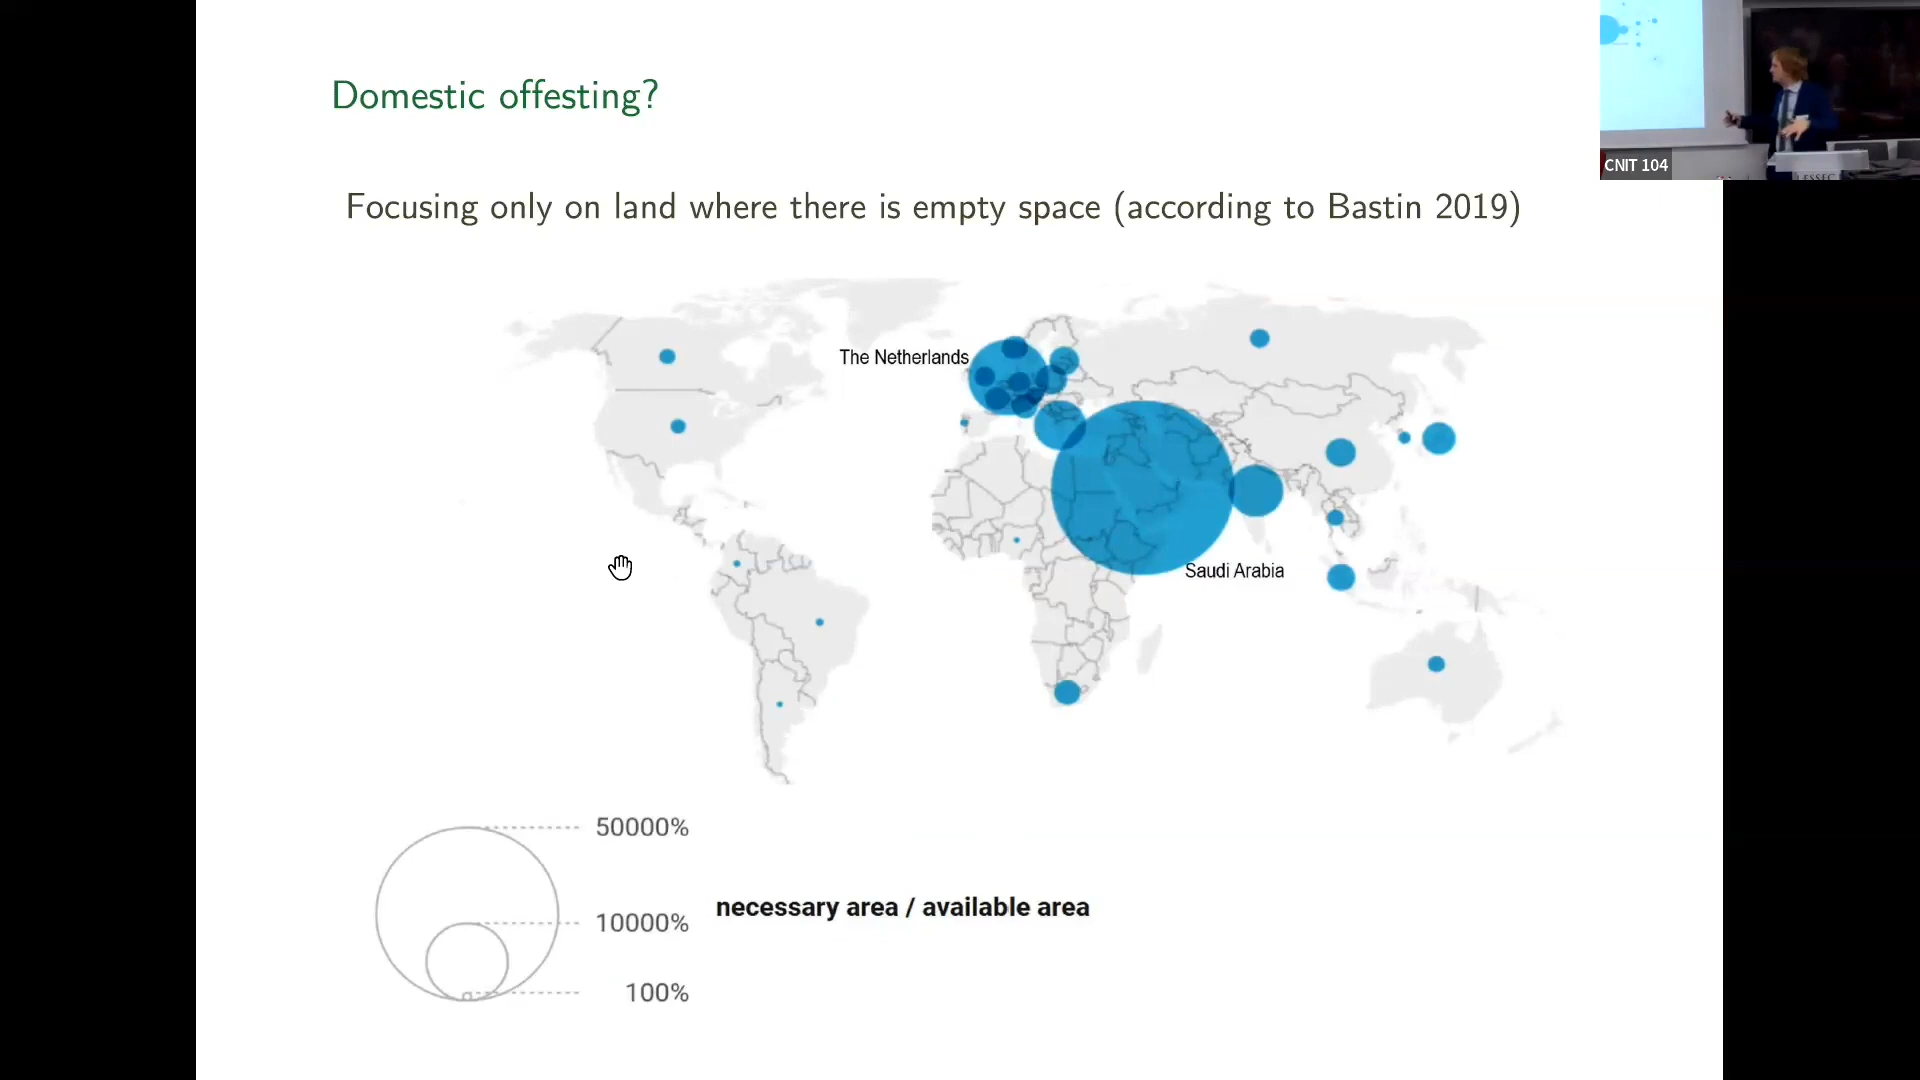 Domestic offesting?
CNIT 104
ESSEC
Focusing only on land where there is empty space (according to Bastin 2019)
The Netherlands
Saudi Arabia
50000%
10000%
necessary area / available area
100%